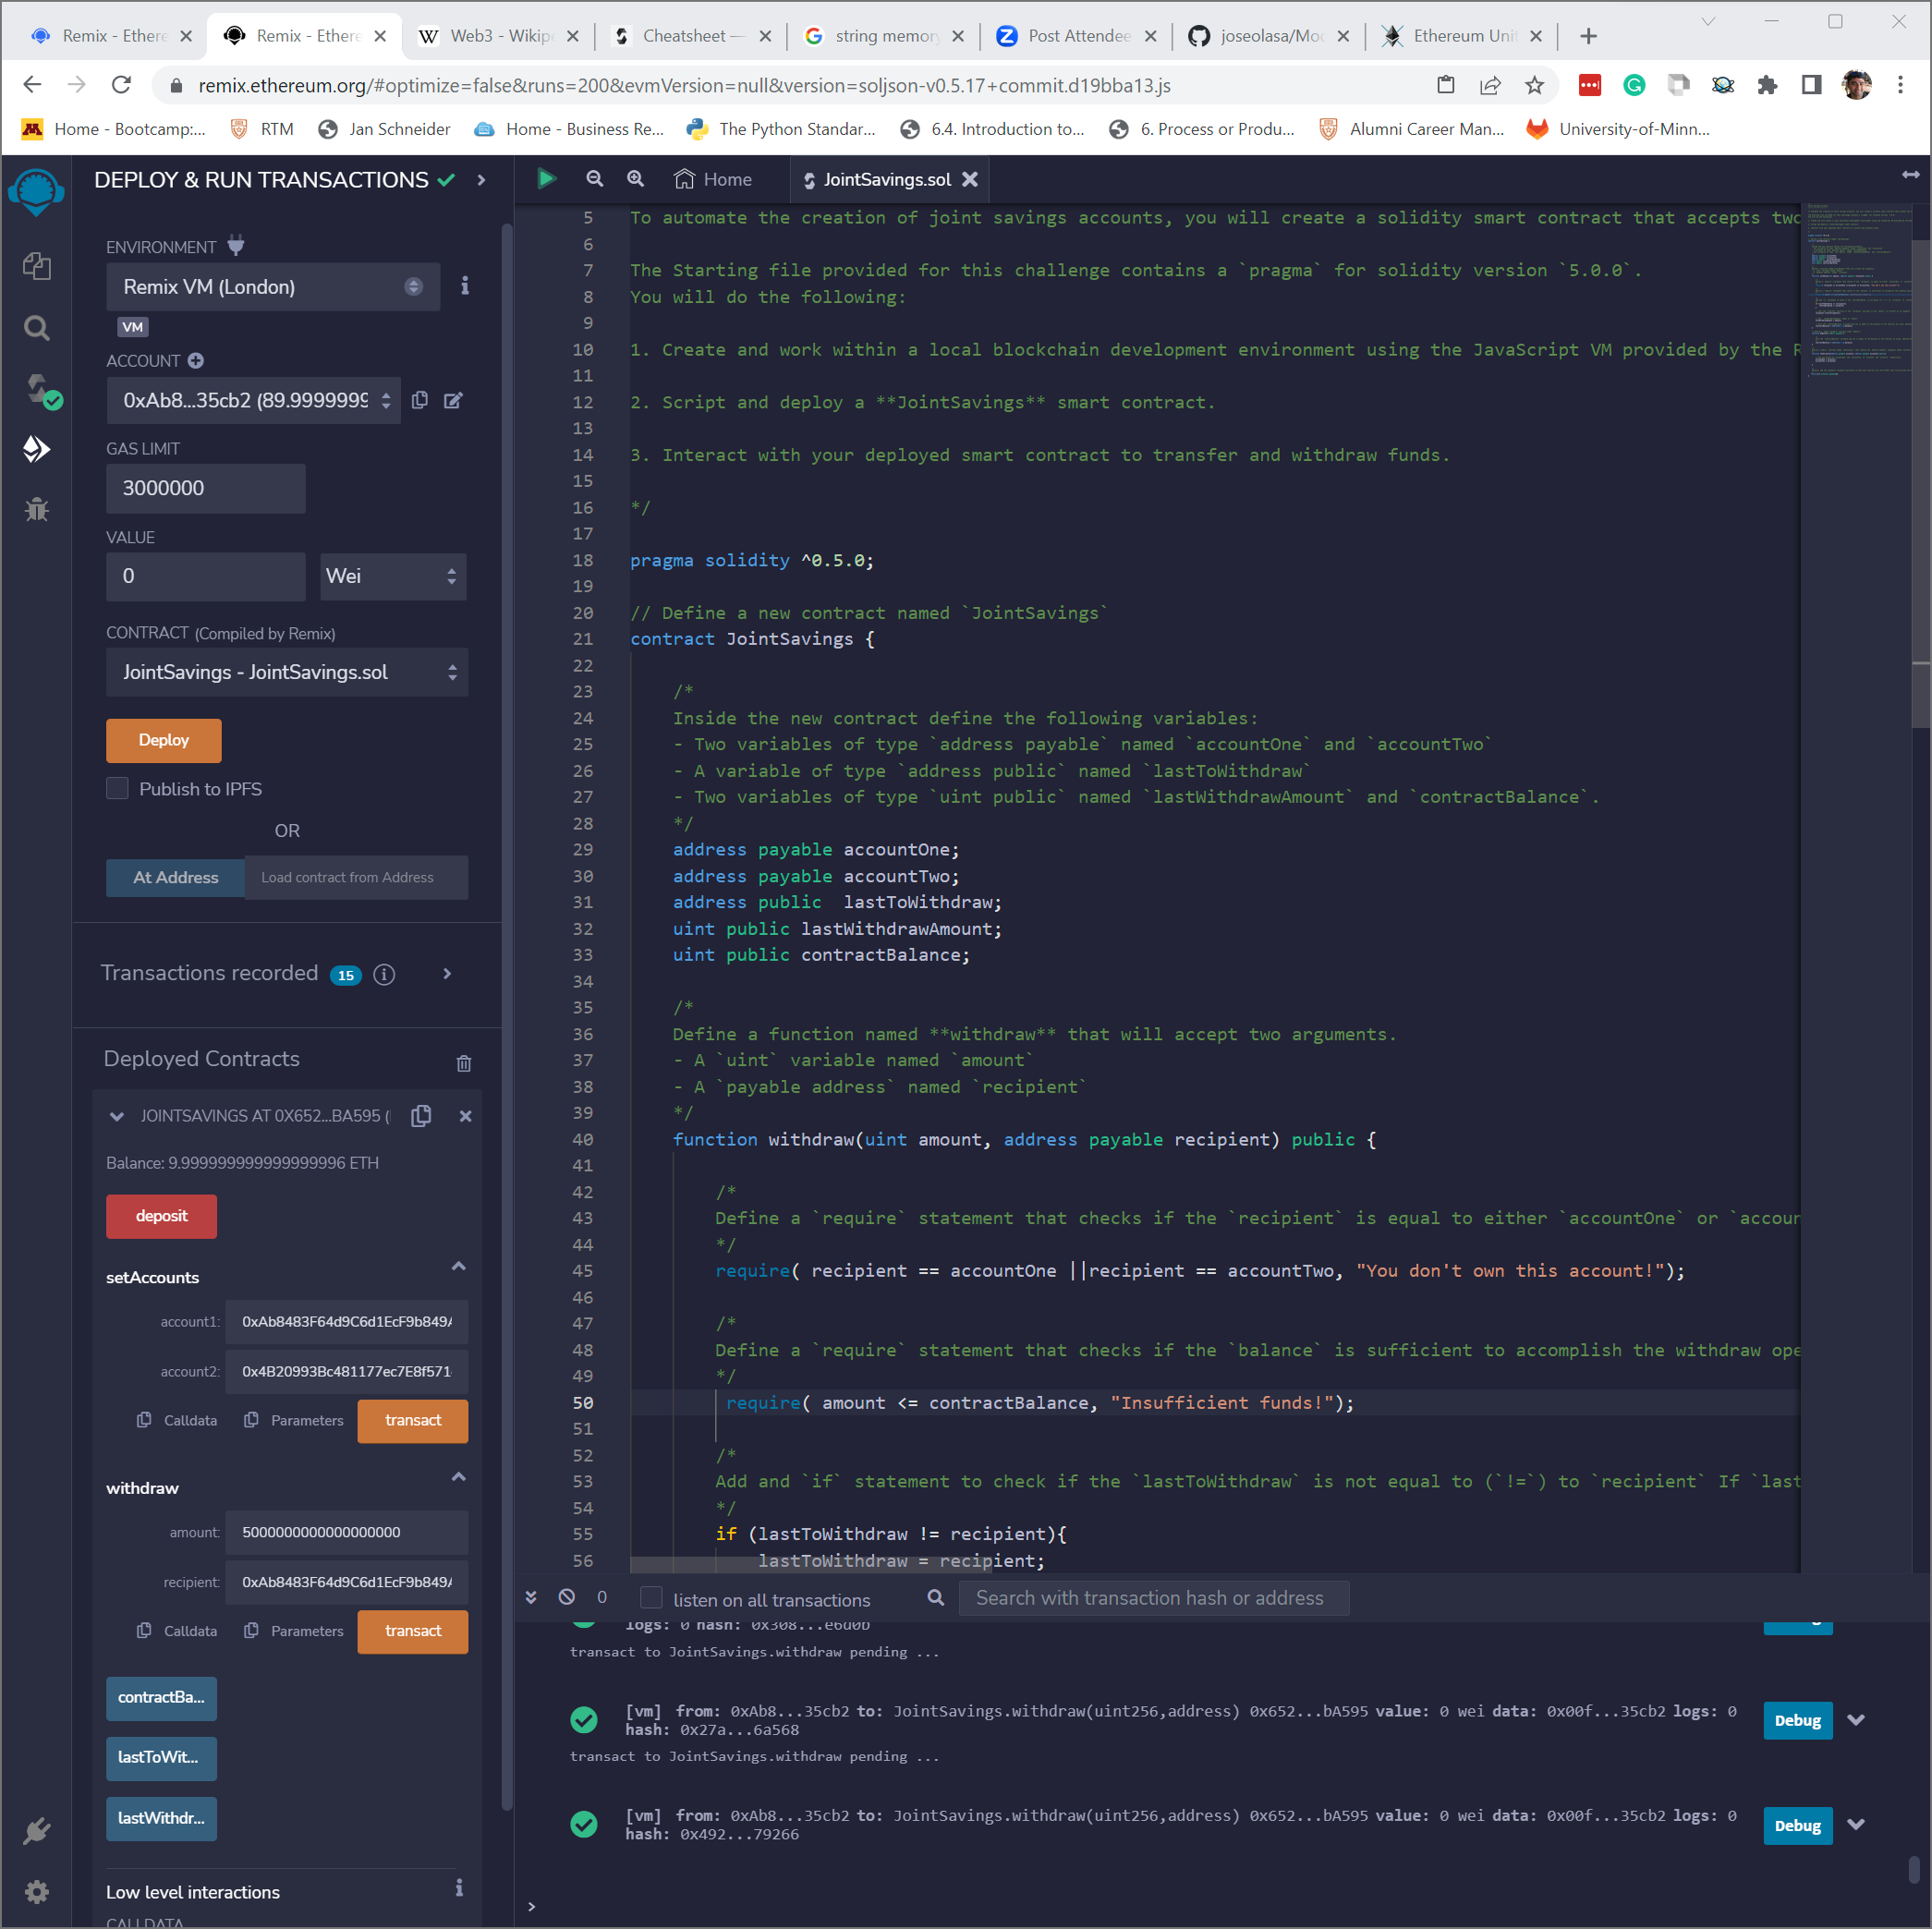 Remix - Ethere
Remix - Ethere
Web3 - Wikipe
Cheatsheet —
string memory
Post Attendee
joseolasa/Mod
Ethereum Unit
remix.ethereum.org/#optimize=false&runs=200&evmVersion=null&version=soljson-v0.5.17+commit.d19bba13.js
Home - Bootcamp:...
RTM
Jan Schneider
Home - Business Re...
The Python Standar...
6.4. Introduction to...
6. Process or Produ...
Alumni Career Man...
University-of-Minn...
DEPLOY & RUN TRANSACTIONS
ENVIRONMENT
Remix VM (London)
VM
ACCOUNT
0xAb8...35cb2 (89.9999999
GAS LIMIT
3000000
VALUE
0
Wei
CONTRACT (Compiled by Remix)
JointSavings - JointSavings.sol
Deploy
Publish to IPFS
OR
At Address
Load contract from Address
Transactions recorded 15
Deployed Contracts
JOINTSAVINGS AT 0X652...BA595 (
Balance: 9.999999999999999996 ETH
deposit
setAccounts
account1: 0xAb8483F64d9C6d1EcF9b849A
account2: 0x4B20993Bc481177ec7E8f571
Calldata Parameters transact
withdraw
amount: 5000000000000000000
recipient: 0xAb8483F64d9C6d1EcF9b849A
Calldata Parameters transact
contractBa...
lastToWit...
lastWithdr...
Low level interactions
CALLDATA
Home
JointSavings.sol
5 To automate the creation of joint savings accounts, you will create a solidity smart contract that accepts two
6
7 The Starting file provided for this challenge contains a `pragma` for solidity version `5.0.0`.
8 You will do the following:
9
10 1. Create and work within a local blockchain development environment using the JavaScript VM provided by the R
11
12 2. Script and deploy a **JointSavings** smart contract.
13
14 3. Interact with your deployed smart contract to transfer and withdraw funds.
15
16 */
17
18 pragma solidity ^0.5.0;
19
20 // Define a new contract named `JointSavings`
21 contract JointSavings {
22
23 /*
24 Inside the new contract define the following variables:
25 - Two variables of type `address payable` named `accountOne` and `accountTwo`
26 - A variable of type `address public` named `lastToWithdraw`
27 - Two variables of type `uint public` named `lastWithdrawAmount` and `contractBalance`.
28 */
29 address payable accountOne;
30 address payable accountTwo;
31 address public  lastToWithdraw;
32 uint public lastWithdrawAmount;
33 uint public contractBalance;
34
35 /*
36 Define a function named **withdraw** that will accept two arguments.
37 - A `uint` variable named `amount`
38 - A `payable address` named `recipient`
39 */
40 function withdraw(uint amount, address payable recipient) public {
41
42 /*
43 Define a `require` statement that checks if the `recipient` is equal to either `accountOne` or `accoun
44 */
45 require( recipient == accountOne ||recipient == accountTwo, "You don't own this account!");
46
47 /*
48 Define a `require` statement that checks if the `balance` is sufficient to accomplish the withdraw ope
49 */
50 require( amount <= contractBalance, "Insufficient funds!");
51
52 /*
53 Add and `if` statement to check if the `lastToWithdraw` is not equal to (`!=`) to `recipient` If `last
54 */
55 if (lastToWithdraw != recipient){
56 lastToWithdraw = recipient;
0
listen on all transactions
Search with transaction hash or address
logs: 0 hash: 0x308...e6d0b
transact to JointSavings.withdraw pending ...
[vm] from: 0xAb8...35cb2 to: JointSavings.withdraw(uint256,address) 0x652...bA595 value: 0 wei data: 0x00f...35cb2 logs: 0
hash: 0x27a...6a568
Debug
transact to JointSavings.withdraw pending ...
[vm] from: 0xAb8...35cb2 to: JointSavings.withdraw(uint256,address) 0x652...bA595 value: 0 wei data: 0x00f...35cb2 logs: 0
hash: 0x492...79266
Debug
>